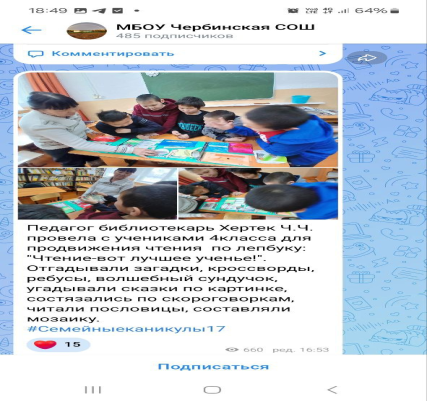 18:49
64%
МБОУ Чербинская СОШ
485 подписчиков
Комментировать
Педагог библиотекарь Хертек Ч.Ч.
провела с учениками 4класса для
продвижения чтения по лепбуку:
"Чтение-вот лучшее ученье!".
Отгадывали загадки, кроссворды,
ребусы, волшебный сундучок,
угадывали сказки по картинке,
состязались по скороговоркам,
читали пословицы, составляли
мозаику.
#Семейныеканикулы17
15
660 ред. 16:53
Подписаться